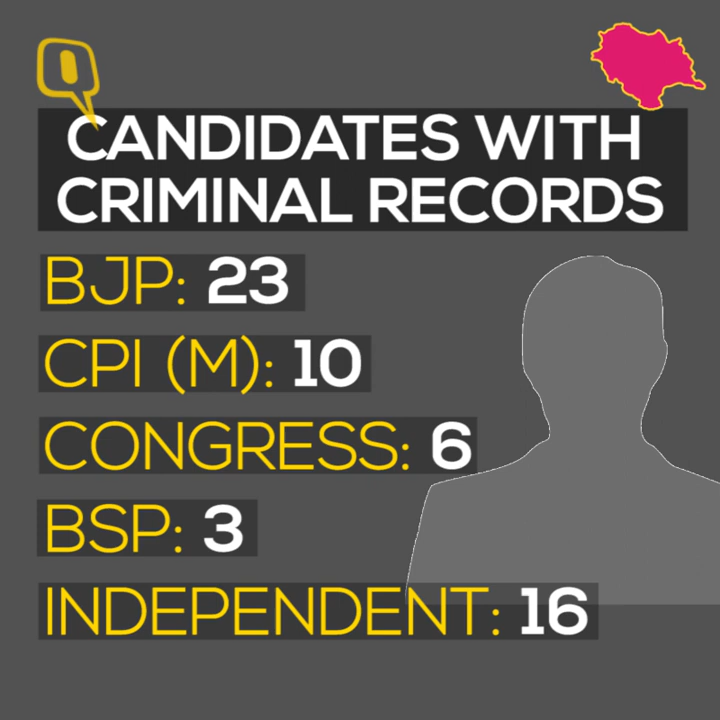 CANDIDATES WITH
CRIMINAL RECORDS
BJP: 23
CPI (M): 10
CONGRESS: 6
BSP: 3
INDEPENDENT: 16